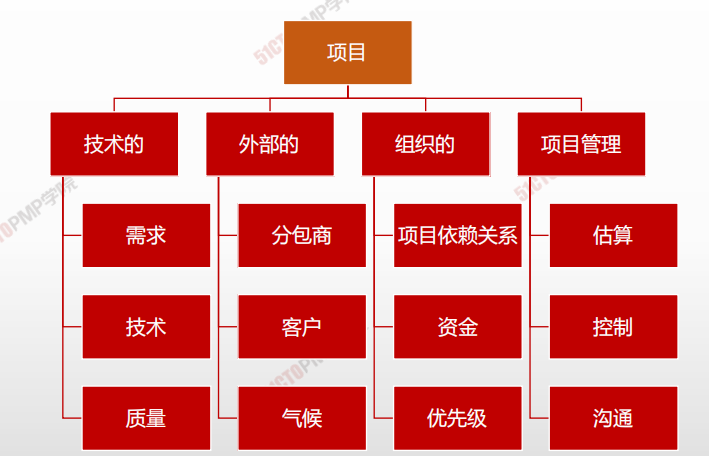 项目
技术的
外部的
组织的
项目管理
需求
分包商
项目依赖关系
估算
技术
客户
资金
控制
质量
气候
优先级
沟通
51CTOPMP学院